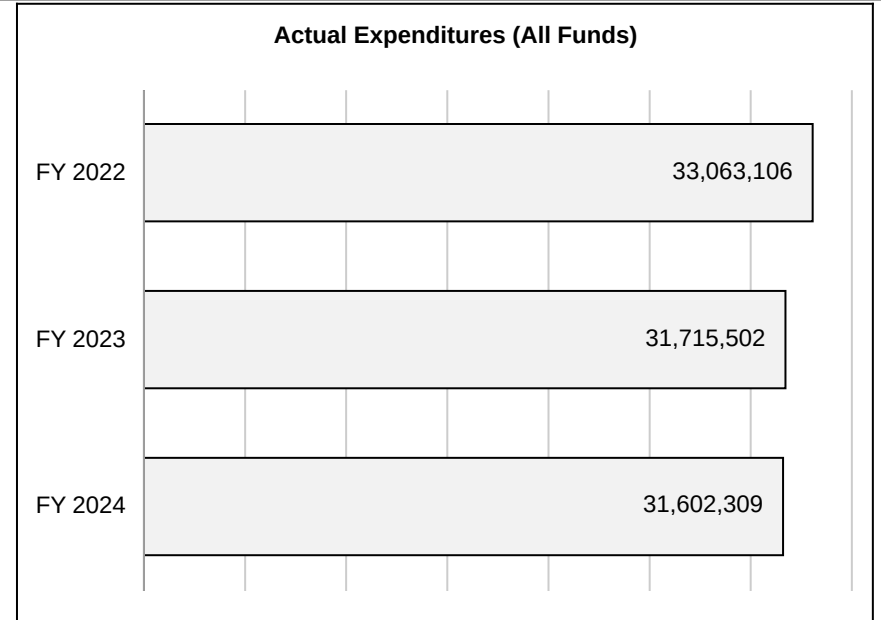 Actual Expenditures (All Funds)
FY 2022 33,063,106
FY 2023 31,715,502
FY 2024 31,602,309